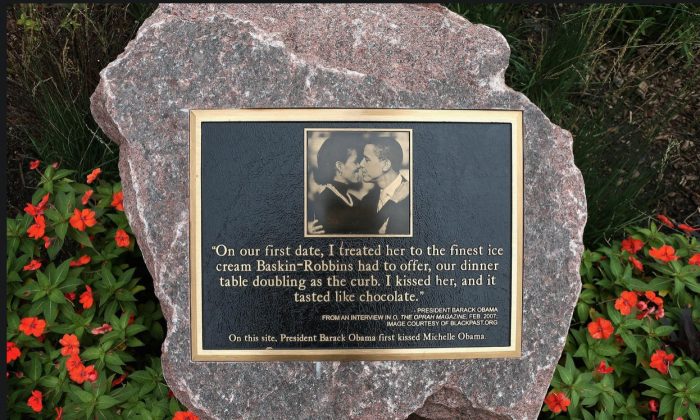 "On our first date, I treated her to the finest ice
cream Baskin-Robbins had to offer, our dinner
table doubling as the curb. I kissed her, and it
tasted like chocolate."
- PRESIDENT BARACK OBAMA
FROM AN INTERVIEW IN O, THE OPRAH MAGAZINE, FEB. 2007.
IMAGE COURTESY OF BLACKPAST.ORG
On this site, President Barack Obama first kissed Michelle Obama.